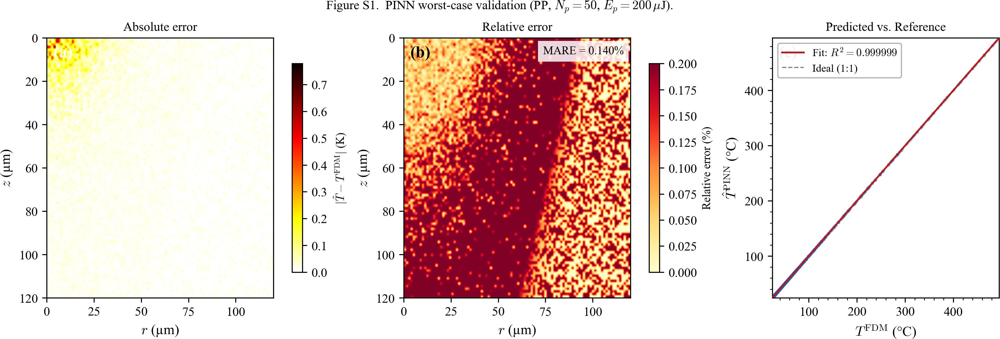 Figure S1. PINN worst-case validation (PP, N_p = 50, E_p = 200 μJ).
Absolute error
(a)
0
20
40
60
80
100
120
z (μm)
0 25 50 75 100
r (μm)
0.7
0.6
0.5
0.4
0.3
0.2
0.1
0.0
|T̂ − T^FDM| (K)
Relative error
(b)
MARE = 0.140%
0
20
40
60
80
100
120
z (μm)
0 25 50 75 100
r (μm)
0.200
0.175
0.150
0.125
0.100
0.075
0.050
0.025
0.000
Relative error (%)
Predicted vs. Reference
(c)
Fit: R² = 0.999999
Ideal (1:1)
400
300
200
100
T̂^PINN (°C)
100 200 300 400
T^FDM (°C)